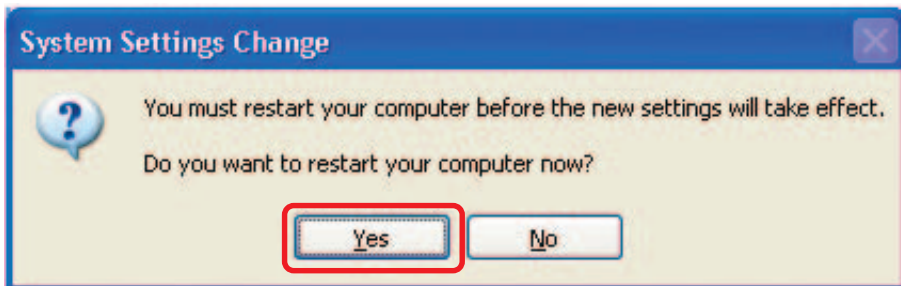 System Settings Change
You must restart your computer before the new settings will take effect.
Do you want to restart your computer now?
Yes No